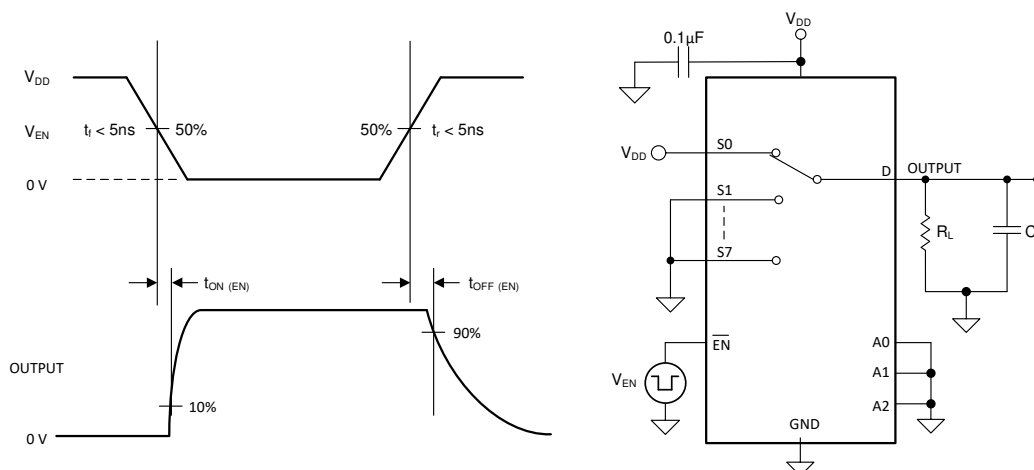 V_DD
V_EN
0 V
t_f < 5ns
50%
50%
t_r < 5ns
t_ON (EN)
t_OFF (EN)
90%
10%
OUTPUT
0 V
V_DD
0.1µF
V_DD
S0
S1
S7
D
OUTPUT
R_L
C
EN
V_EN
A0
A1
A2
GND